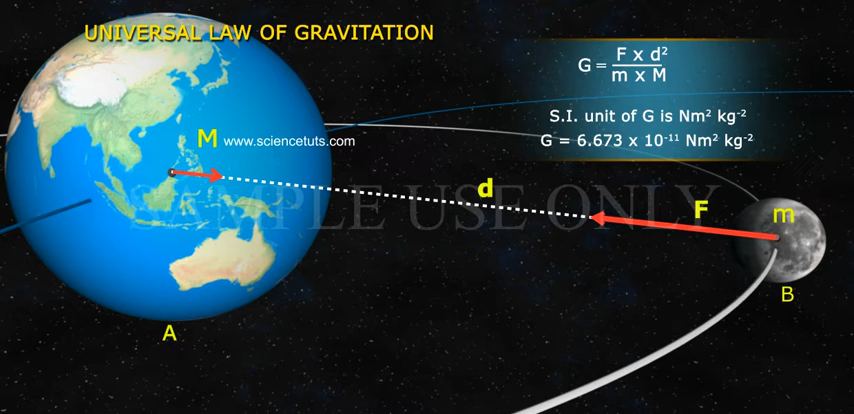 UNIVERSAL LAW OF GRAVITATION
G = F x d²
m x M
S.I. unit of G is Nm² kg⁻²
G = 6.673 x 10⁻¹¹ Nm² kg⁻²
M www.sciencetuts.com
d
SAMPLE USE ONLY
F
m
B
A